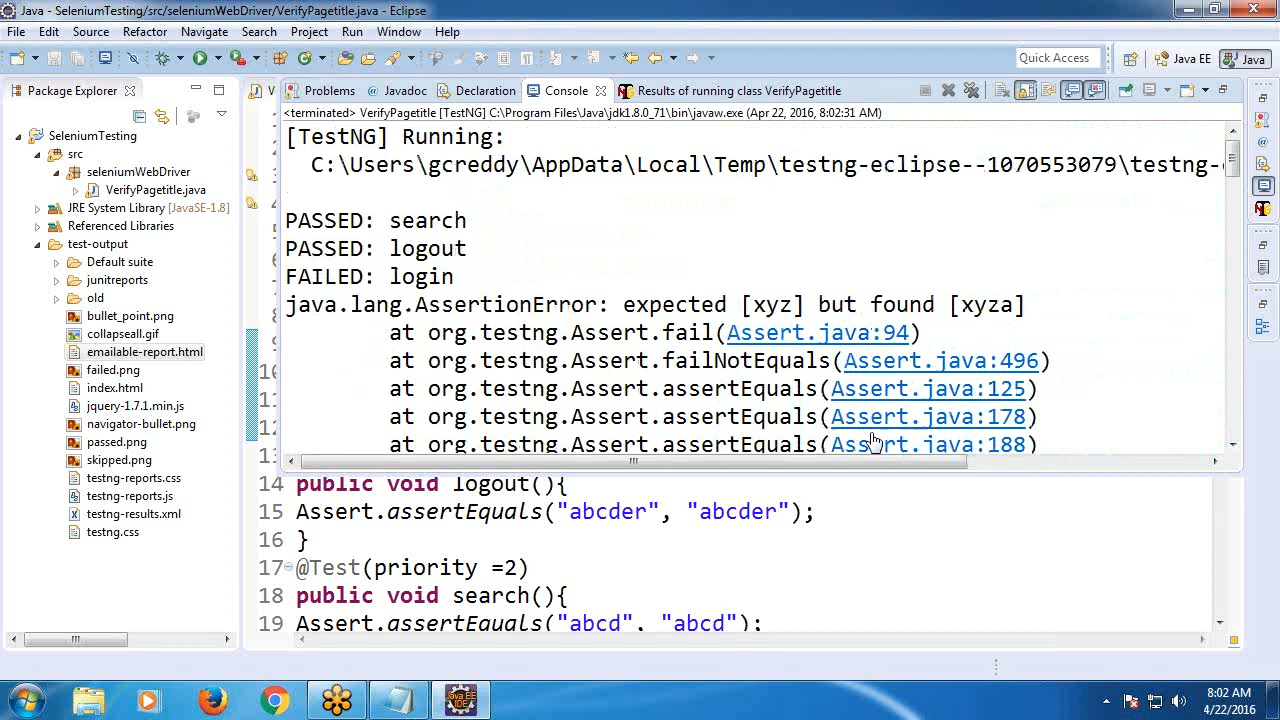 Java - SeleniumTesting/src/seleniumWebDriver/VerifyPagetitle.java - Eclipse
File Edit Source Refactor Navigate Search Project Run Window Help
Quick Access Java EE Java
Package Explorer
SeleniumTesting
src
seleniumWebDriver
VerifyPagetitle.java
JRE System Library [JavaSE-1.8]
Referenced Libraries
test-output
Default suite
junitreports
old
bullet_point.png
collapseall.gif
emailable-report.html
failed.png
index.html
jquery-1.7.1.min.js
navigator-bullet.png
passed.png
skipped.png
testng-reports.css
testng-reports.js
testng-results.xml
testng.css
Problems @ Javadoc Declaration Console Results of running class VerifyPagetitle
<terminated> VerifyPagetitle [TestNG] C:\Program Files\Java\jdk1.8.0_71\bin\javaw.exe (Apr 22, 2016, 8:02:31 AM)
[TestNG] Running:
C:\Users\gcreddy\AppData\Local\Temp\testng-eclipse--1070553079\testng-
PASSED: search
PASSED: logout
FAILED: login
java.lang.AssertionError: expected [xyz] but found [xyza]
at org.testng.Assert.fail(Assert.java:94)
at org.testng.Assert.failNotEquals(Assert.java:496)
at org.testng.Assert.assertEquals(Assert.java:125)
at org.testng.Assert.assertEquals(Assert.java:178)
at org.testng.Assert.assertEquals(Assert.java:188)
14 public void logout(){
15 Assert.assertEquals("abcder", "abcder");
16 }
17 @Test(priority =2)
18 public void search(){
19 Assert.assertEquals("abcd", "abcd");
8:02 AM
4/22/2016